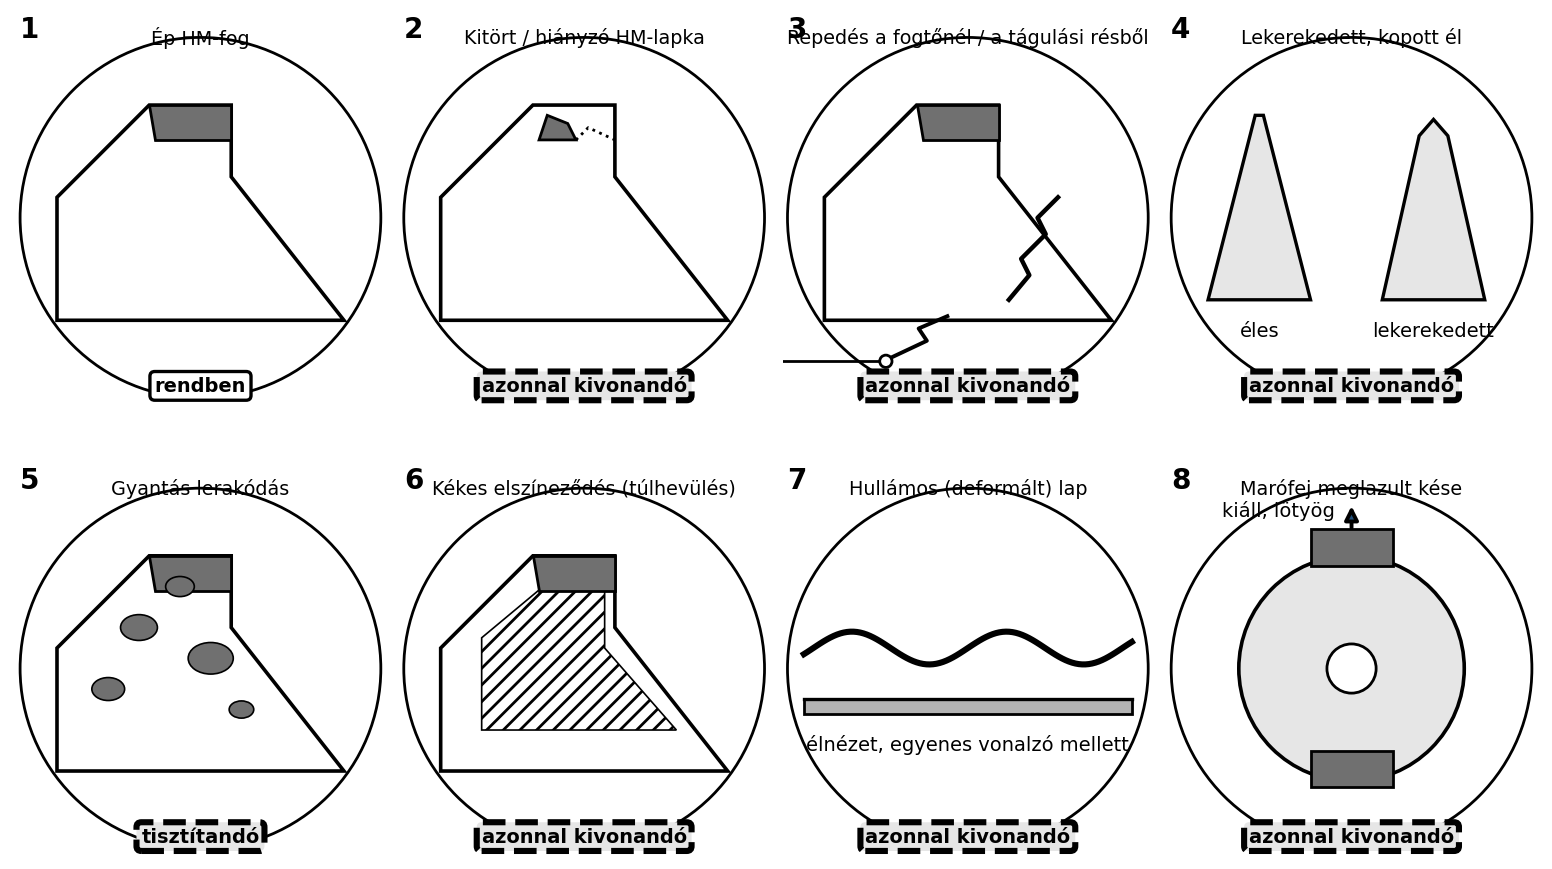 1
Ép HM-fog
rendben
2
Kitört / hiányzó HM-lapka
azonnal kivonandó
3
Repedés a fogtőnél / a tágulási résből
azonnal kivonandó
4
Lekerekedett, kopott él
éles
lekerekedett
azonnal kivonandó
5
Gyantás lerakódás
tisztítandó
6
Kékes elszíneződés (túlhevülés)
azonnal kivonandó
7
Hullámos (deformált) lap
élnézet, egyenes vonalzó mellett
azonnal kivonandó
8
Marófej meglazult kése
kiáll, lötyög
azonnal kivonandó